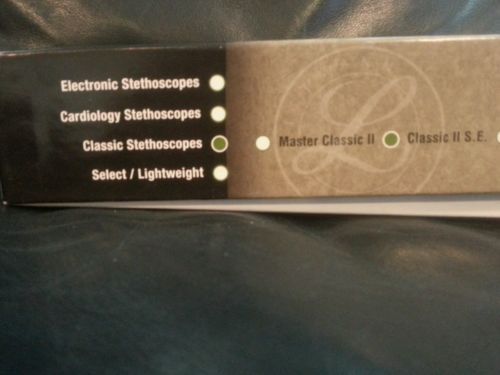 Electronic Stethoscopes
Cardiology Stethoscopes
Classic Stethoscopes
Select / Lightweight
Master Classic II
Classic II S.E.
L